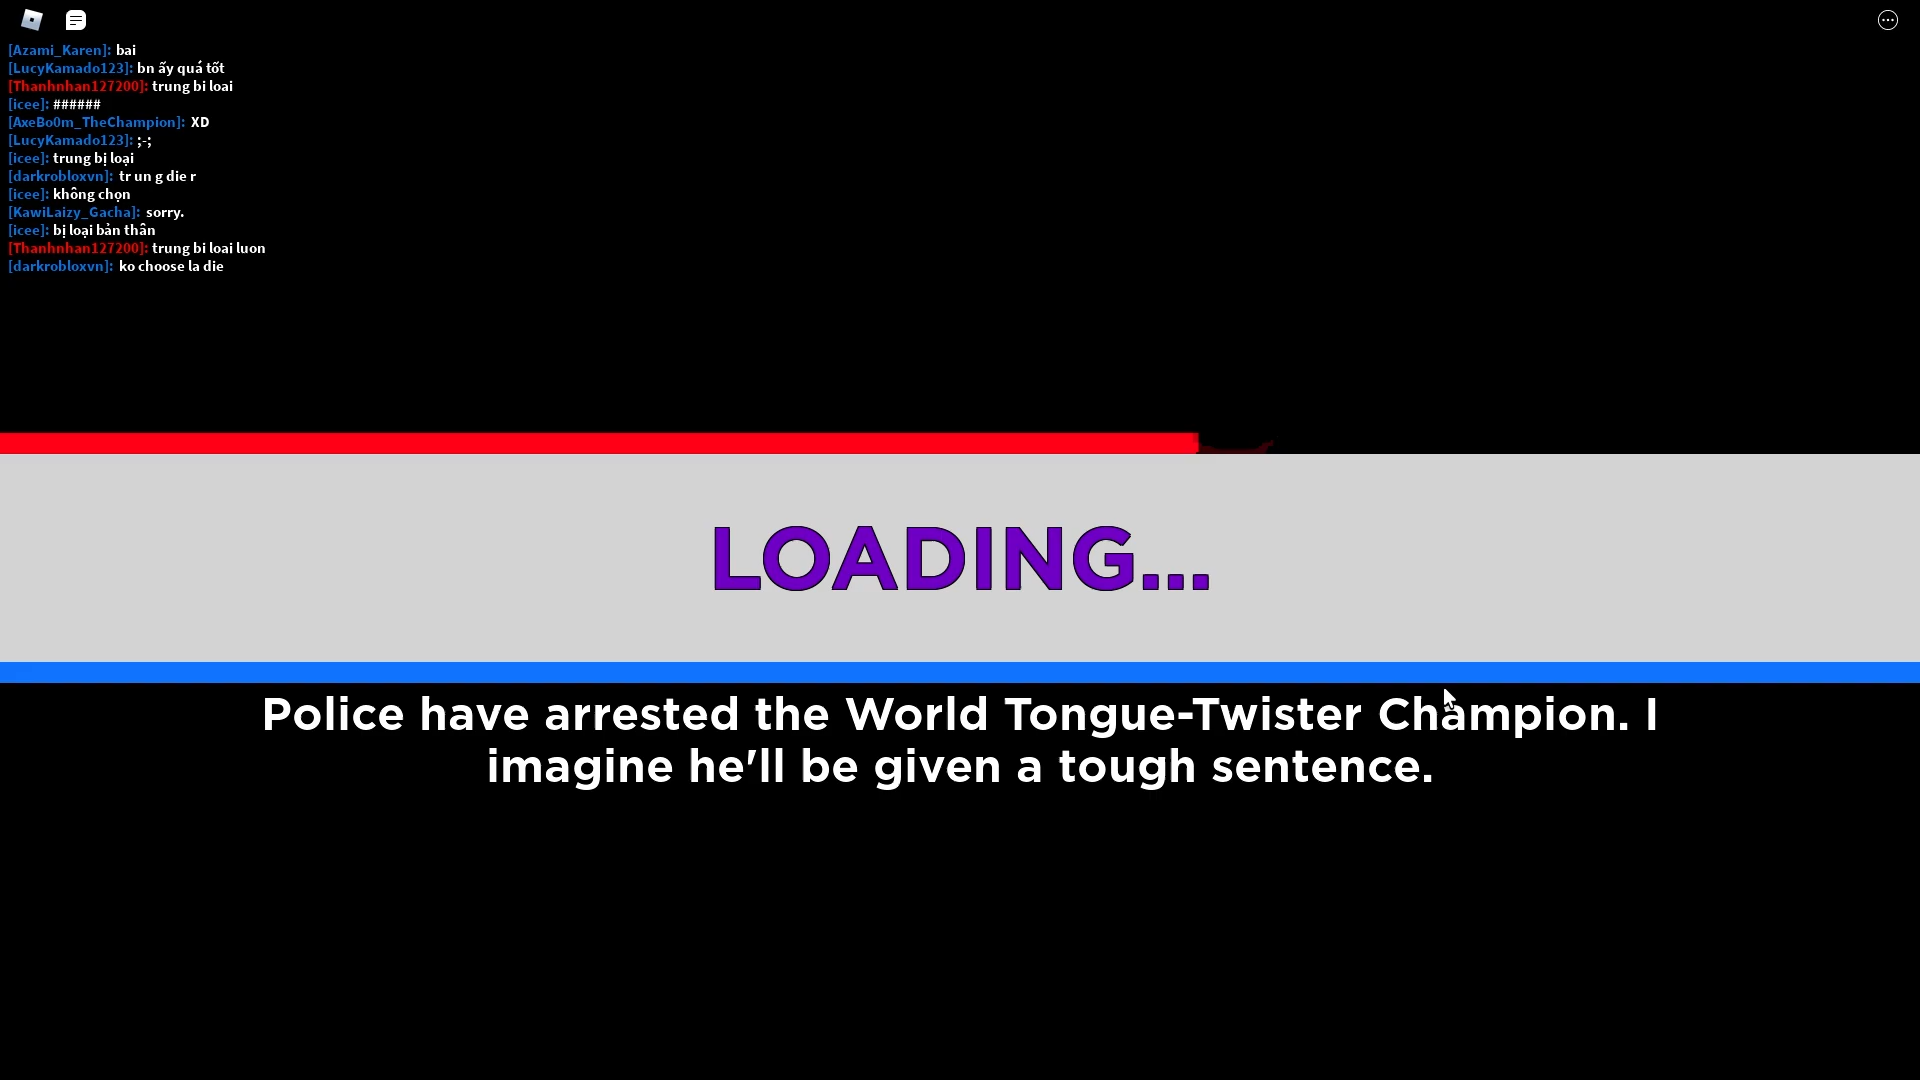 [Azami_Karen]: bai
[LucyKamado123]: bn ấy quá tốt
[Thanhnhan127200]: trung bi loai
[icee]: ######
[AxeBo0m_TheChampion]: XD
[LucyKamado123]: ;-;
[icee]: trung bị loại
[darkrobloxvn]: tr un g die r
[icee]: không chọn
[KawiLaizy_Gacha]: sorry.
[icee]: bị loại bản thân
[Thanhnhan127200]: trung bi loai luon
[darkrobloxvn]: ko choose la die
LOADING...
Police have arrested the World Tongue-Twister Champion. I
imagine he'll be given a tough sentence.